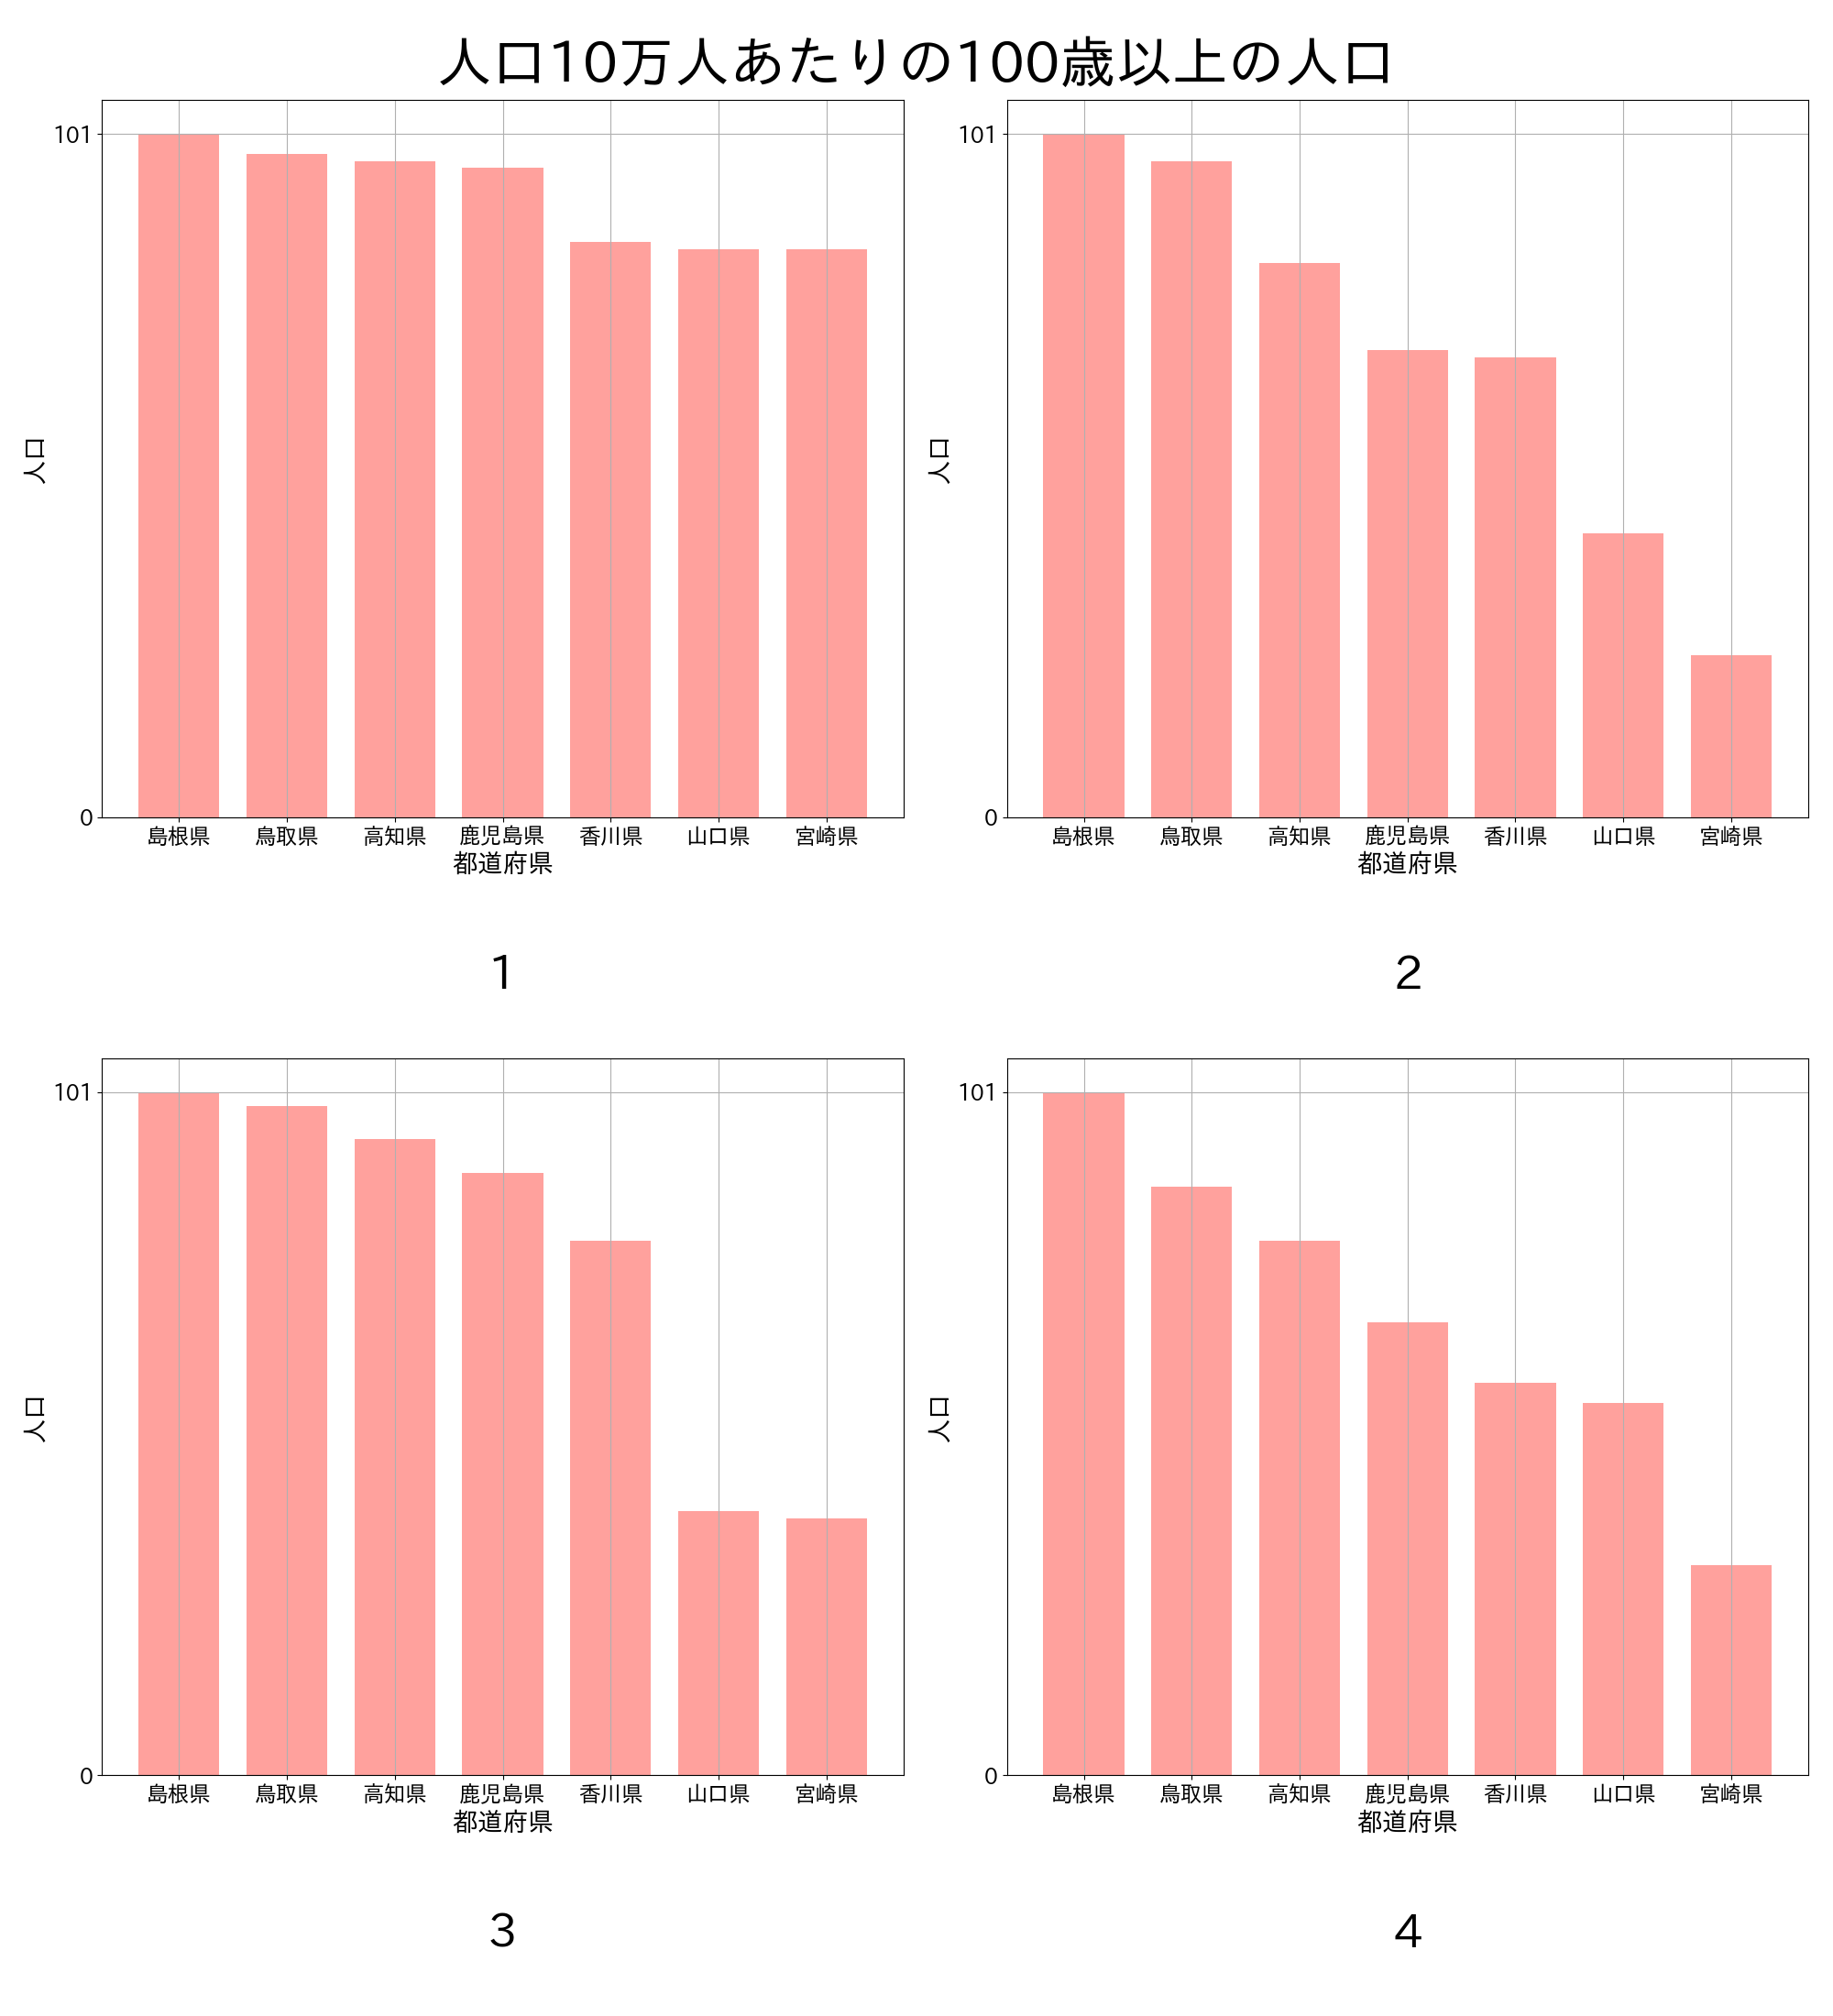 人口10万人あたりの100歳以上の人口
101
人口
0
島根県 鳥取県 高知県 鹿児島県 香川県 山口県 宮崎県
都道府県
1
101
人口
0
島根県 鳥取県 高知県 鹿児島県 香川県 山口県 宮崎県
都道府県
2
101
人口
0
島根県 鳥取県 高知県 鹿児島県 香川県 山口県 宮崎県
都道府県
3
101
人口
0
島根県 鳥取県 高知県 鹿児島県 香川県 山口県 宮崎県
都道府県
4